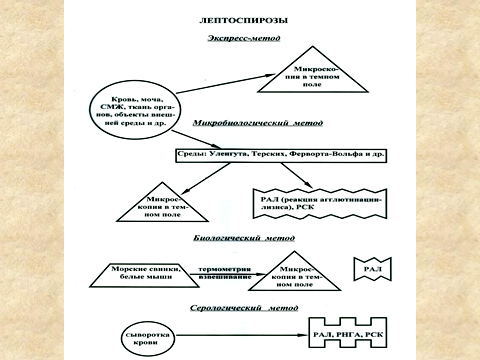 ЛЕПТОСПИРОЗЫ
Экспресс-метод
Микроско-
пия в темном
поле
Кровь, моча,
СМЖ, ткань орга-
нов, объекты внеш-
ней среды и др.
Микробиологический метод
Среды: Уленгута, Терских, Ферворта-Вольфа и др.
Микрос-
копия в тем-
ном поле
РАЛ (реакция агглютинации-
лизиса), РСК
Биологический метод
Морские свинки,
белые мыши
термометрия
взвешивание
Микрос-
копия в тем-
ном поле
РАЛ
Серологический метод
сыворотка
крови
РАЛ, РНГА, РСК